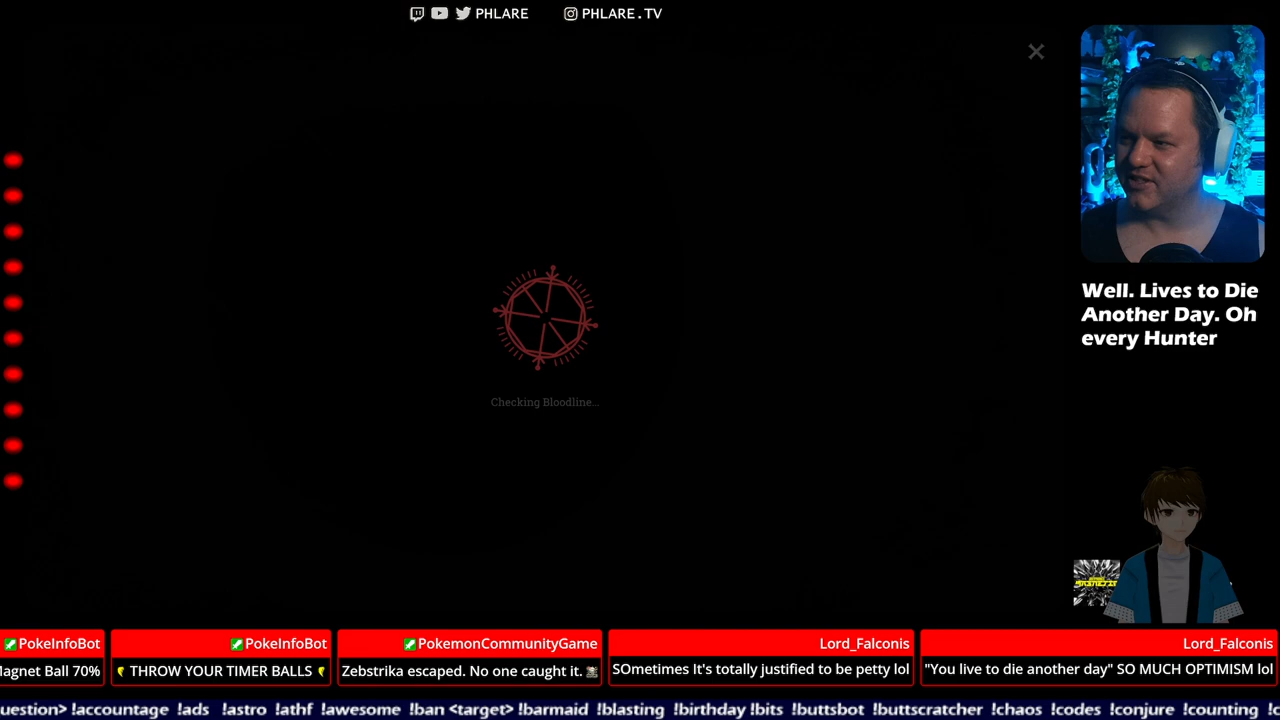 PHLARE
PHLARE.TV
Well. Lives to Die
Another Day. Oh
every Hunter
Checking Bloodline...
PokeInfoBot
PokeInfoBot
PokemonCommunityGame
Lord_Falconis
Lord_Falconis
Magnet Ball 70%
THROW YOUR TIMER BALLS
Zebstrika escaped. No one caught it.
SOmetimes It's totally justified to be petty lol
"You live to die another day" SO MUCH OPTIMISM lol
uestion> !accountage !ads !astro !athf !awesome !ban <target> !barmaid !blasting !birthday !bits !buttsbot !buttscratcher !chaos !codes !conjure !counting